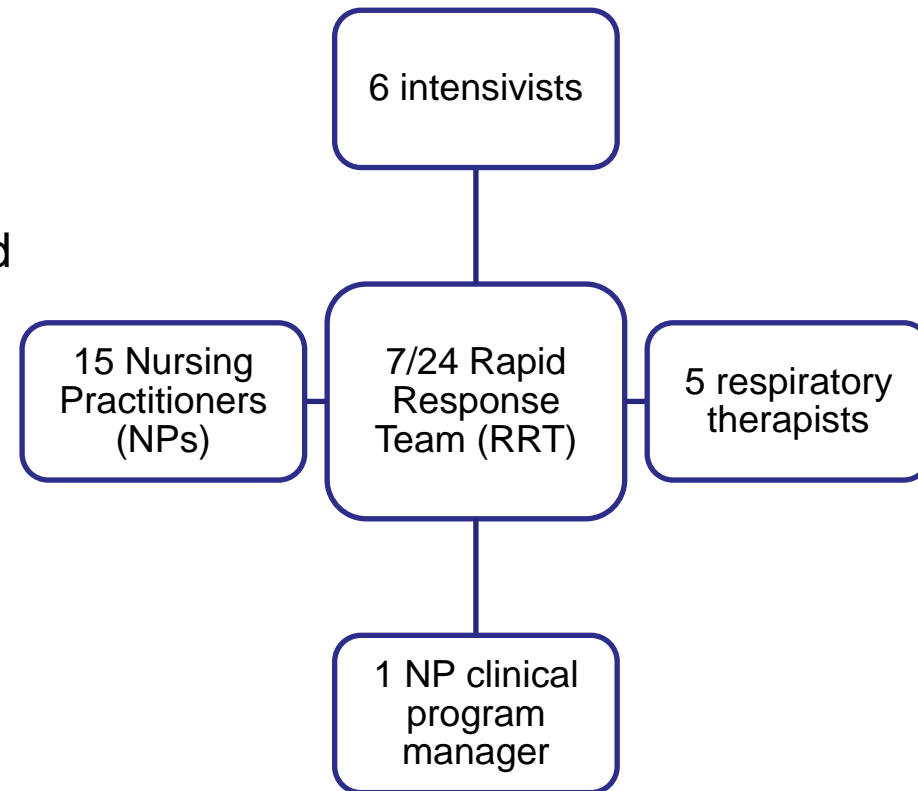 6 intensivists
d
15 Nursing
Practitioners
(NPs)
7/24 Rapid
Response
Team (RRT)
5 respiratory
therapists
1 NP clinical
program
manager